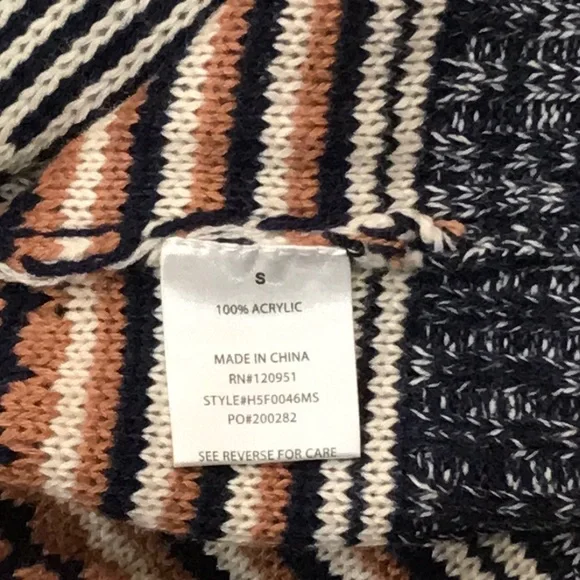 S
100% ACRYLIC
MADE IN CHINA
RN#120951
STYLE#H5F0046MS
PO#200282
SEE REVERSE FOR CARE